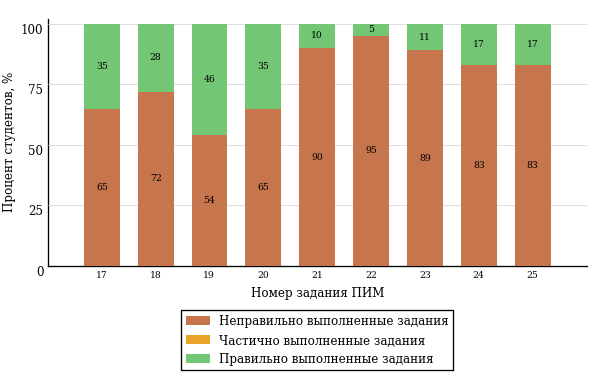 100
75
50
25
0
Процент студентов, %
35 28 46 35 10 5 11 17 17
65 72 54 65 90 95 89 83 83
17 18 19 20 21 22 23 24 25
Номер задания ПИМ
Неправильно выполненные задания
Частично выполненные задания
Правильно выполненные задания